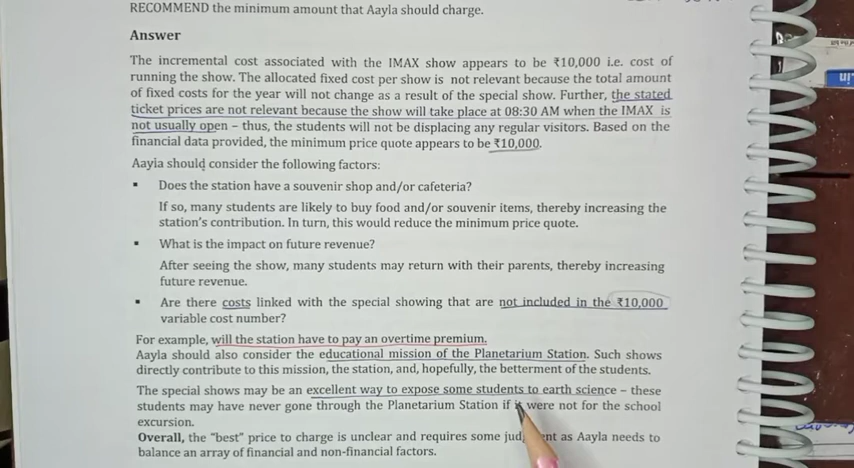 RECOMMEND the minimum amount that Aayla should charge.
Answer
The incremental cost associated with the IMAX show appears to be ₹10,000 i.e. cost of
running the show. The allocated fixed cost per show is not relevant because the total amount
of fixed costs for the year will not change as a result of the special show. Further, the stated
ticket prices are not relevant because the show will take place at 08:30 AM when the IMAX is
not usually open – thus, the students will not be displacing any regular visitors. Based on the
financial data provided, the minimum price quote appears to be ₹10,000.
Aayla should consider the following factors:
▪ Does the station have a souvenir shop and/or cafeteria?
If so, many students are likely to buy food and/or souvenir items, thereby increasing the
station's contribution. In turn, this would reduce the minimum price quote.
▪ What is the impact on future revenue?
After seeing the show, many students may return with their parents, thereby increasing
future revenue.
▪ Are there costs linked with the special showing that are not included in the ₹10,000
variable cost number?
For example, will the station have to pay an overtime premium.
Aayla should also consider the educational mission of the Planetarium Station. Such shows
directly contribute to this mission, the station, and, hopefully, the betterment of the students.
The special shows may be an excellent way to expose some students to earth science – these
students may have never gone through the Planetarium Station if were not for the school
excursion.
Overall, the "best" price to charge is unclear and requires some as Aayla needs to
balance an array of financial and non-financial factors.